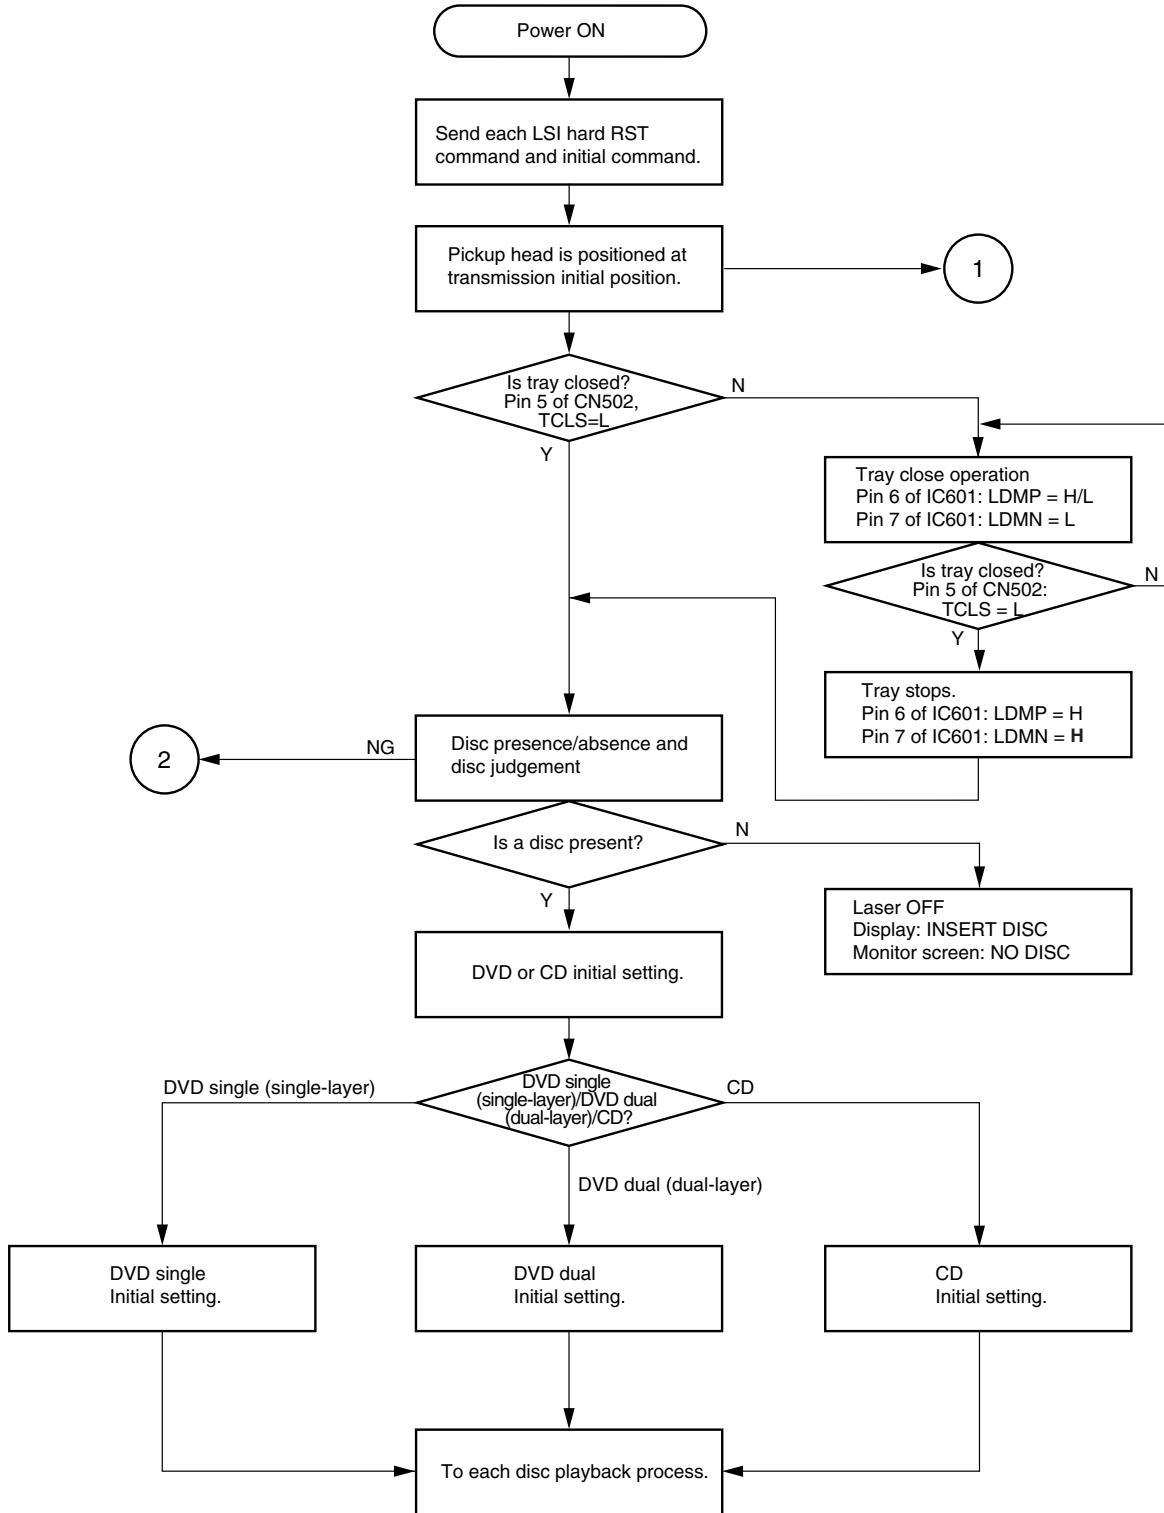 Power ON
Send each LSI hard RST
command and initial command.
Pickup head is positioned at
transmission initial position.
1
Is tray closed?
Pin 5 of CN502,
TCLS=L
N
Y
Tray close operation
Pin 6 of IC601: LDMP = H/L
Pin 7 of IC601: LDMN = L
Is tray closed?
Pin 5 of CN502:
TCLS = L
N
Y
Tray stops.
Pin 6 of IC601: LDMP = H
Pin 7 of IC601: LDMN = H
Disc presence/absence and
disc judgement
NG
2
Is a disc present?
N
Y
Laser OFF
Display: INSERT DISC
Monitor screen: NO DISC
DVD or CD initial setting.
DVD single
(single-layer)/DVD dual
(dual-layer)/CD?
DVD single (single-layer)
CD
DVD dual (dual-layer)
DVD single
Initial setting.
DVD dual
Initial setting.
CD
Initial setting.
To each disc playback process.